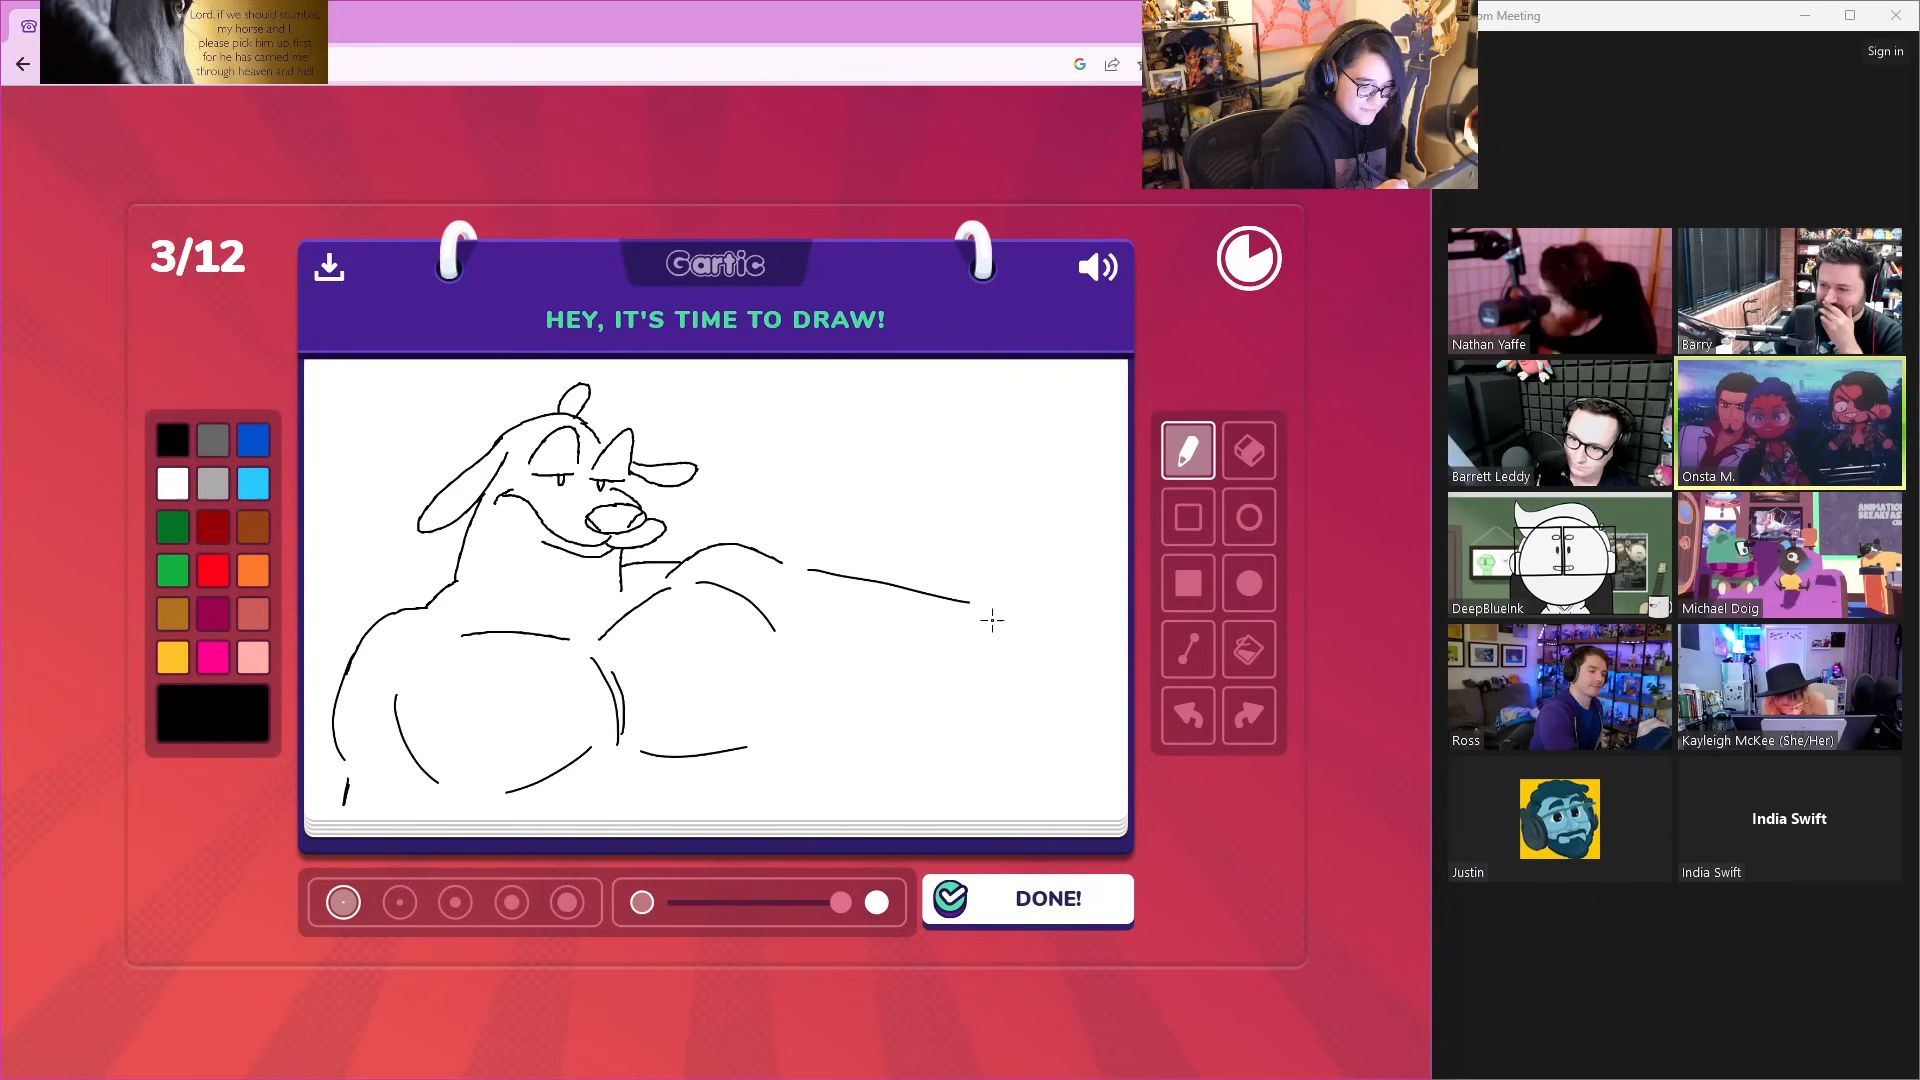 Lord, if we should stumble,
my horse and I,
please pick him up first
for he has carried me
through heaven and hell
om Meeting
Sign in
3/12
Gartic
HEY, IT'S TIME TO DRAW!
DONE!
Nathan Yaffe
Barry
Barrett Leddy
Onsta M.
DeepBlueInk
Michael Doig
Ross
Kayleigh McKee (She/Her)
Justin
India Swift
India Swift